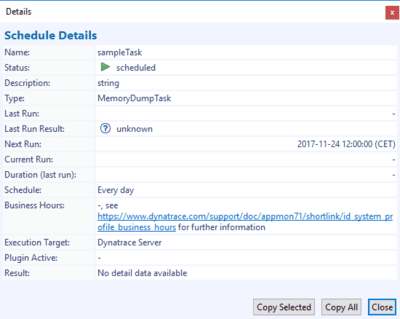 Details
x
Schedule Details
Name: sampleTask
Status: scheduled
Description: string
Type: MemoryDumpTask
Last Run: -
Last Run Result: ? unknown
Next Run: 2017-11-24 12:00:00 (CET)
Current Run: -
Duration (last run): -
Schedule: Every day
Business Hours: -, see
https://www.dynatrace.com/support/doc/appmon71/shortlink/id_system_pr
ofile_business_hours for further information
Execution Target: Dynatrace Server
Plugin Active: -
Result: No detail data available
Copy Selected Copy All Close